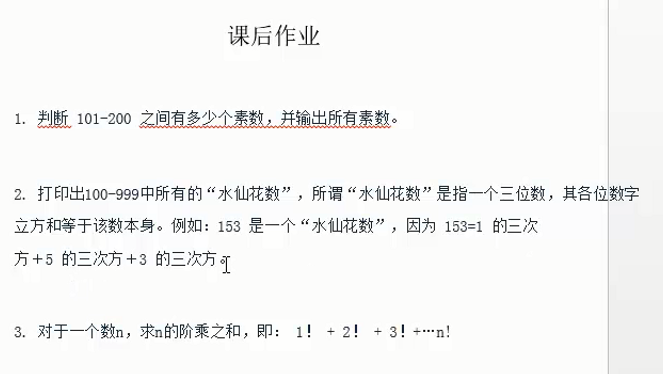 课后作业
1. 判断 101-200 之间有多少个素数，并输出所有素数。
2. 打印出100-999中所有的“水仙花数”，所谓“水仙花数”是指一个三位数，其各位数字
立方和等于该数本身。例如：153 是一个“水仙花数”，因为 153=1 的三次
方＋5 的三次方＋3 的三次方。
3. 对于一个数n，求n的阶乘之和，即： 1！ + 2！ + 3！+…n!